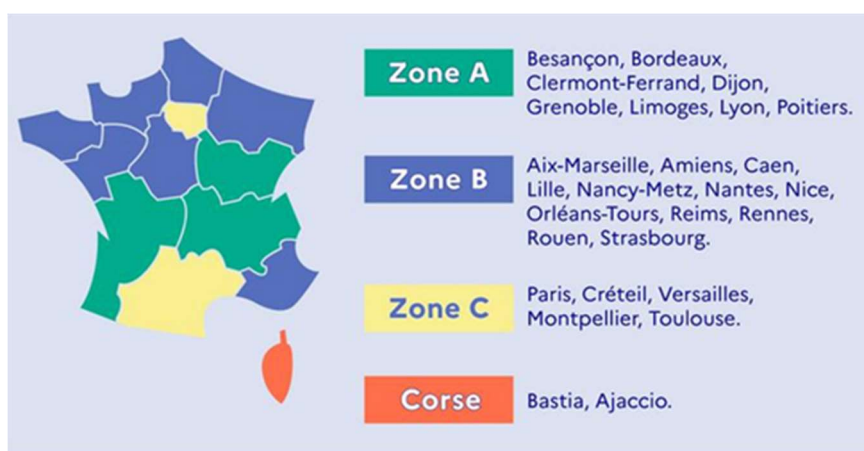 Zone A
Besançon, Bordeaux,
Clermont-Ferrand, Dijon,
Grenoble, Limoges, Lyon, Poitiers.
Zone B
Aix-Marseille, Amiens, Caen,
Lille, Nancy-Metz, Nantes, Nice,
Orléans-Tours, Reims, Rennes,
Rouen, Strasbourg.
Zone C
Paris, Créteil, Versailles,
Montpellier, Toulouse.
Corse
Bastia, Ajaccio.